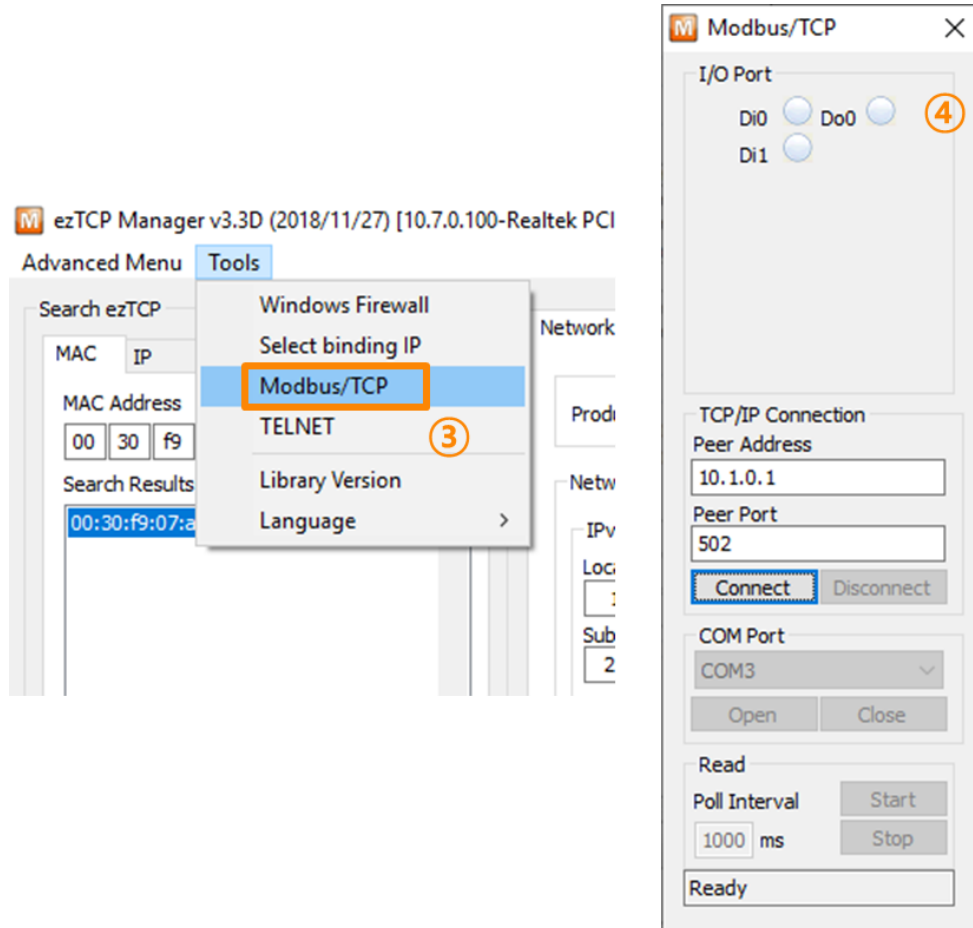 ezTCP Manager v3.3D (2018/11/27) [10.7.0.100-Realtek PCI
Advanced Menu Tools
Search ezTCP
MAC IP
MAC Address
00 30 f9
Search Results
00:30:f9:07:a
Windows Firewall
Select binding IP
Modbus/TCP
TELNET
③
Library Version
Language >
Network
Produ
Netw
IPv
Loca
1
Sub
2
M Modbus/TCP
I/O Port
Di0 Do0 ④
Di1
TCP/IP Connection
Peer Address
10.1.0.1
Peer Port
502
Connect Disconnect
COM Port
COM3
Open Close
Read
Poll Interval Start
1000 ms Stop
Ready